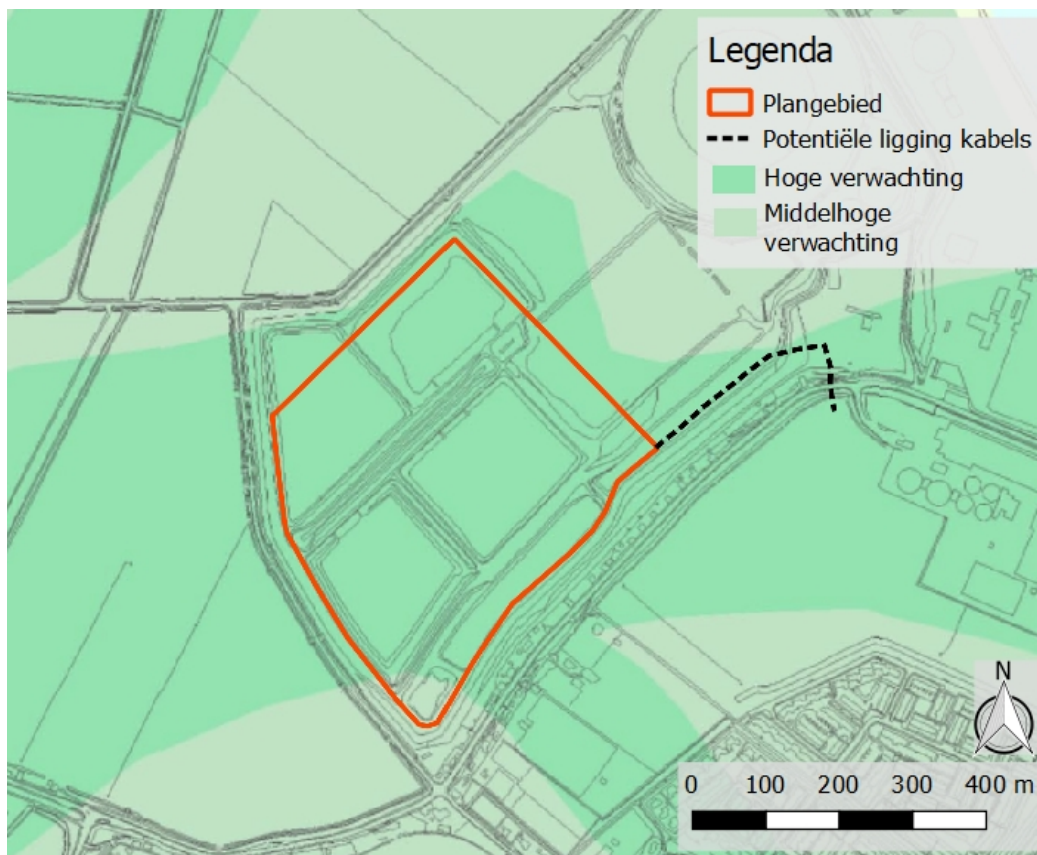 Legenda
Plangebied
Potentiële ligging kabels
Hoge verwachting
Middelhoge
verwachting
N
0 100 200 300 400 m